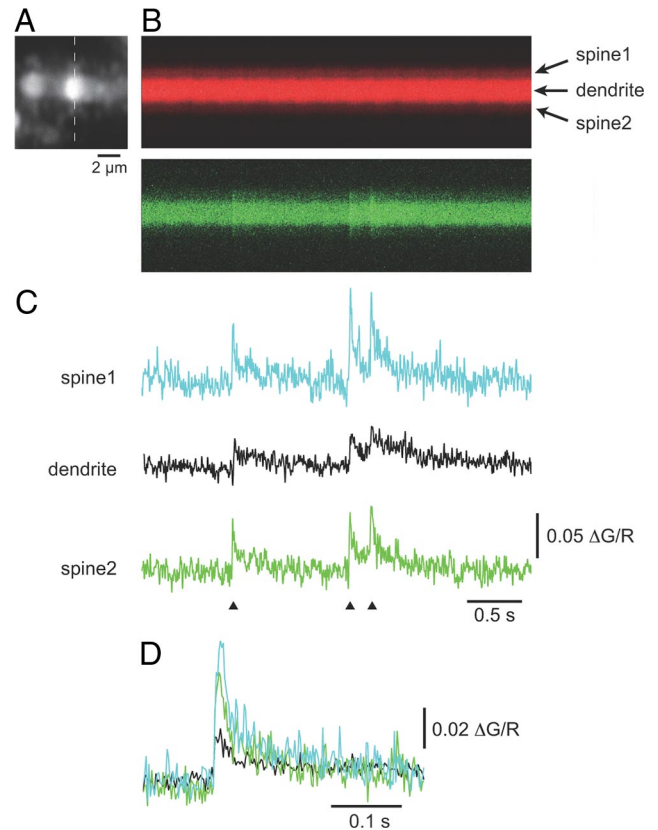 A
B
spine1
dendrite
spine2
2 µm
C
spine1
dendrite
spine2
0.05 ΔG/R
0.5 s
D
0.02 ΔG/R
0.1 s